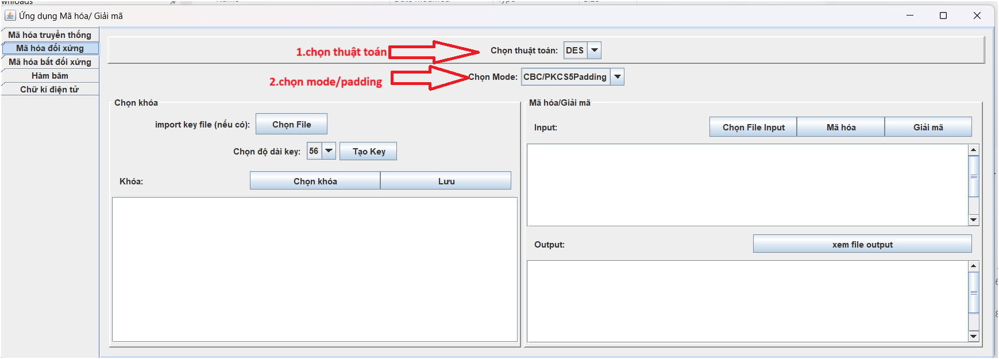 wnloads
Ứng dụng Mã hóa/ Giải mã
Mã hóa truyền thống
Mã hóa đối xứng
Mã hóa bất đối xứng
Hàm băm
Chữ kí điện tử
1.chọn thuật toán
Chọn thuật toán: DES
2.chọn mode/padding
Chọn Mode: CBC/PKCS5Padding
Chọn khóa
import key file (nếu có): Chọn File
Chọn độ dài key: 56 Tạo Key
Khóa: Chọn khóa Lưu
Mã hóa/Giải mã
Input: Chọn File Input Mã hóa Giải mã
Output: xem file output